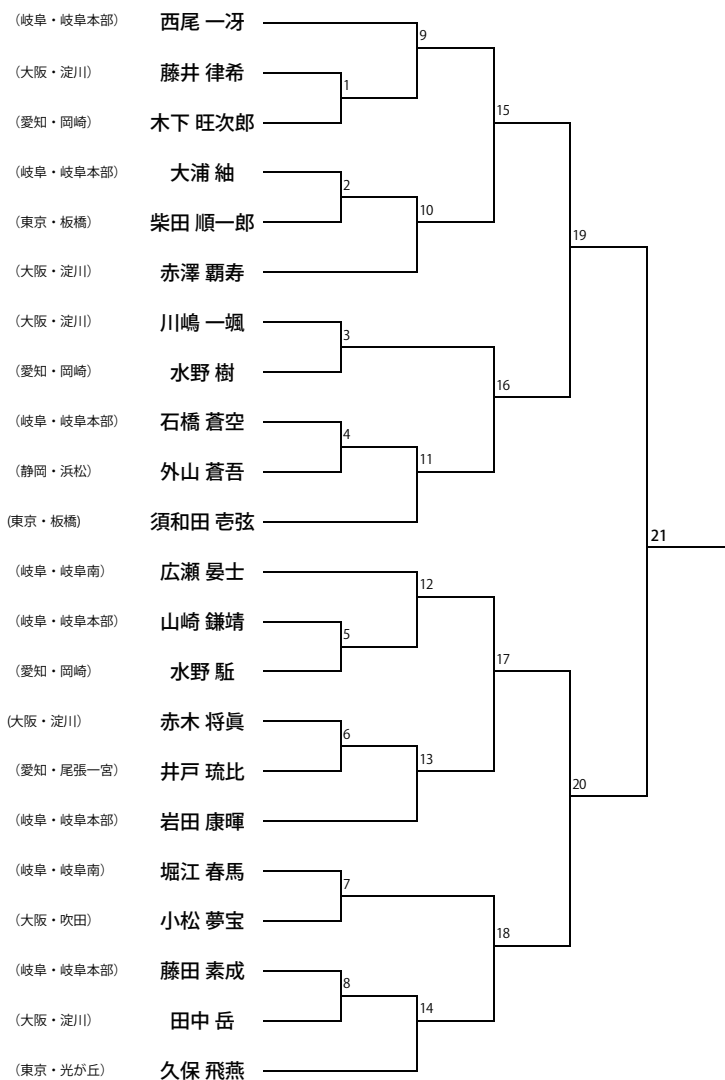 (岐阜・岐阜本部) 西尾 一冴
9
(大阪・淀川) 藤井 律希
1
(愛知・岡崎) 木下 旺次郎
15
(岐阜・岐阜本部) 大浦 紬
2
(東京・板橋) 柴田 順一郎
10
19
(大阪・淀川) 赤澤 覇寿
(大阪・淀川) 川嶋 一颯
3
(愛知・岡崎) 水野 樹
16
(岐阜・岐阜本部) 石橋 蒼空
4
(静岡・浜松) 外山 蒼吾
11
(東京・板橋) 須和田 壱弦
21
(岐阜・岐阜南) 広瀬 晏士
12
(岐阜・岐阜本部) 山崎 鎌靖
5
(愛知・岡崎) 水野 駈
17
(大阪・淀川) 赤木 将眞
6
(愛知・尾張一宮) 井戸 琉比
13
20
(岐阜・岐阜本部) 岩田 康暉
(岐阜・岐阜南) 堀江 春馬
7
(大阪・吹田) 小松 夢宝
18
(岐阜・岐阜本部) 藤田 素成
8
(大阪・淀川) 田中 岳
14
(東京・光が丘) 久保 飛燕